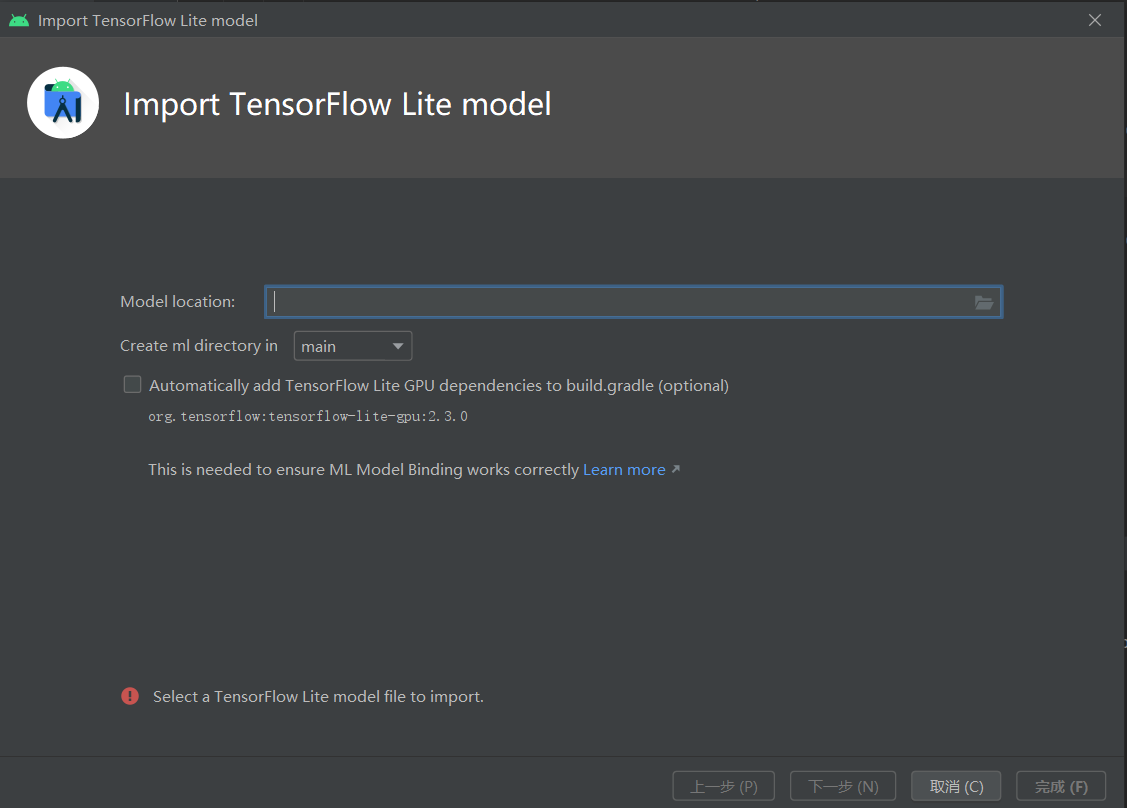 Import TensorFlow Lite model
Import TensorFlow Lite model
Model location:
Create ml directory in main
Automatically add TensorFlow Lite GPU dependencies to build.gradle (optional)
org.tensorflow:tensorflow-lite-gpu:2.3.0
This is needed to ensure ML Model Binding works correctly Learn more ↗
Select a TensorFlow Lite model file to import.
上一步 (P) 下一步 (N) 取消 (C) 完成 (F)